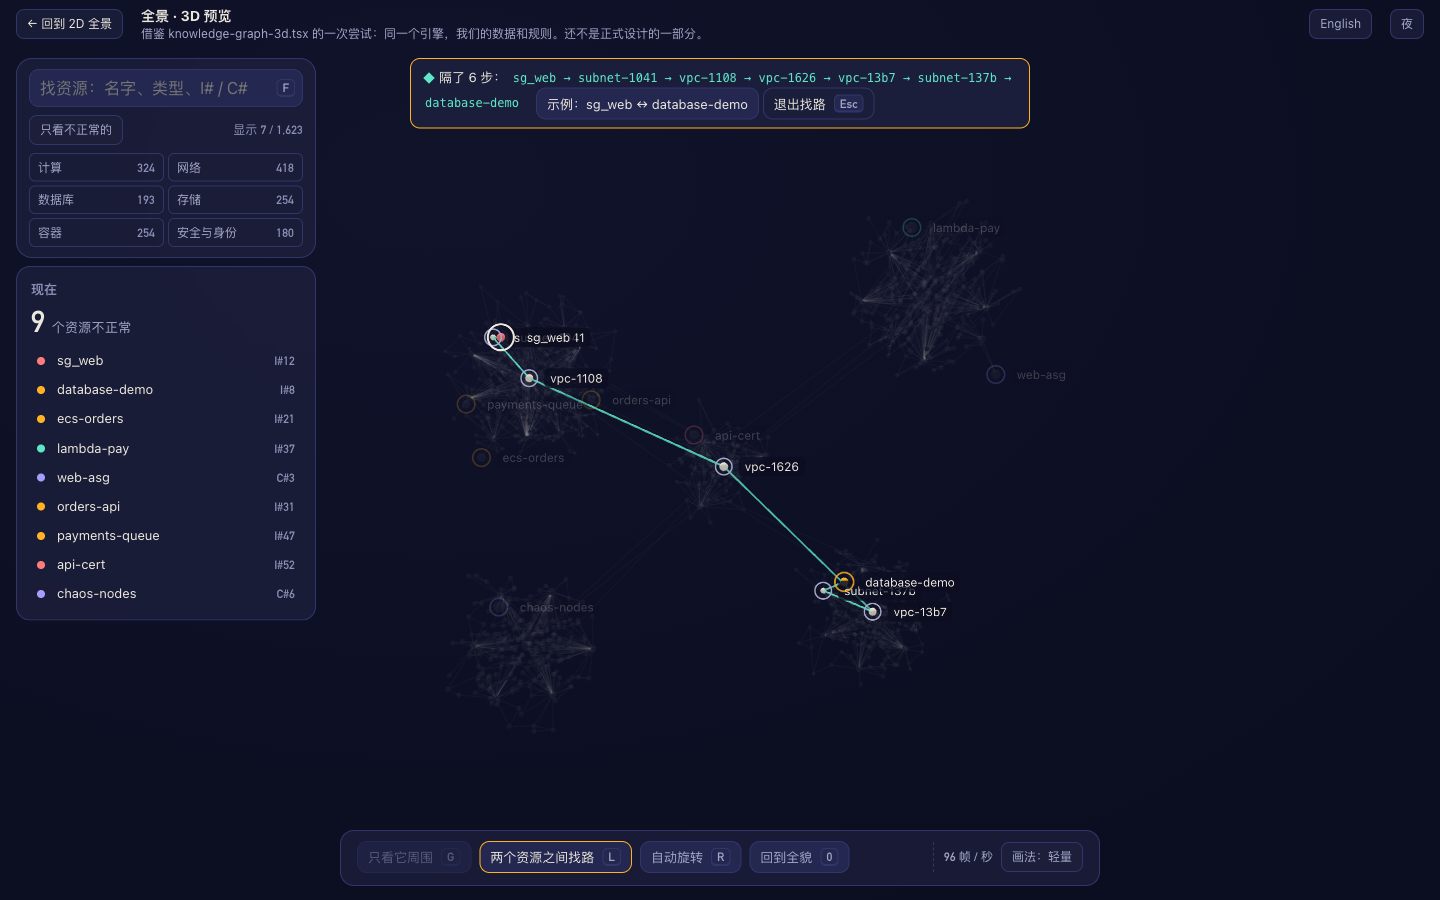 ← 回到 2D 全景
全景 · 3D 预览
借鉴 knowledge-graph-3d.tsx 的一次尝试：同一个引擎，我们的数据和规则。还不是正式设计的一部分。
English
夜
找资源：名字、类型、I# / C#
F
只看不正常的
显示 7 / 1,623
计算 324
网络 418
数据库 193
存储 254
容器 254
安全与身份 180
现在
9 个资源不正常
sg_web I#12
database-demo I#8
ecs-orders I#21
lambda-pay I#37
web-asg C#3
orders-api I#31
payments-queue I#47
api-cert I#52
chaos-nodes C#6
◆ 隔了 6 步： sg_web → subnet-1041 → vpc-1108 → vpc-1626 → vpc-13b7 → subnet-137b →
database-demo 示例：sg_web ↔ database-demo 退出找路 Esc
lambda-pay
sg_web
vpc-1108
web-asg
payments-queue
orders-api
api-cert
ecs-orders
vpc-1626
database-demo
subnet-137b
chaos-nodes
vpc-13b7
只看它周围 G
两个资源之间找路 L
自动旋转 R
回到全貌 0
96 帧 / 秒
画法：轻量